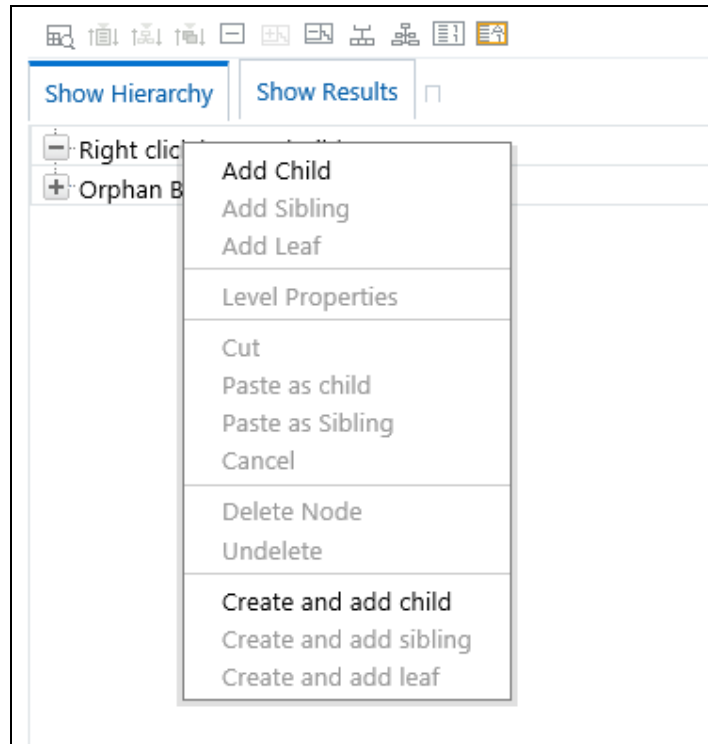 Show Hierarchy Show Results
Right clic
Orphan B
Add Child
Add Sibling
Add Leaf
Level Properties
Cut
Paste as child
Paste as Sibling
Cancel
Delete Node
Undelete
Create and add child
Create and add sibling
Create and add leaf